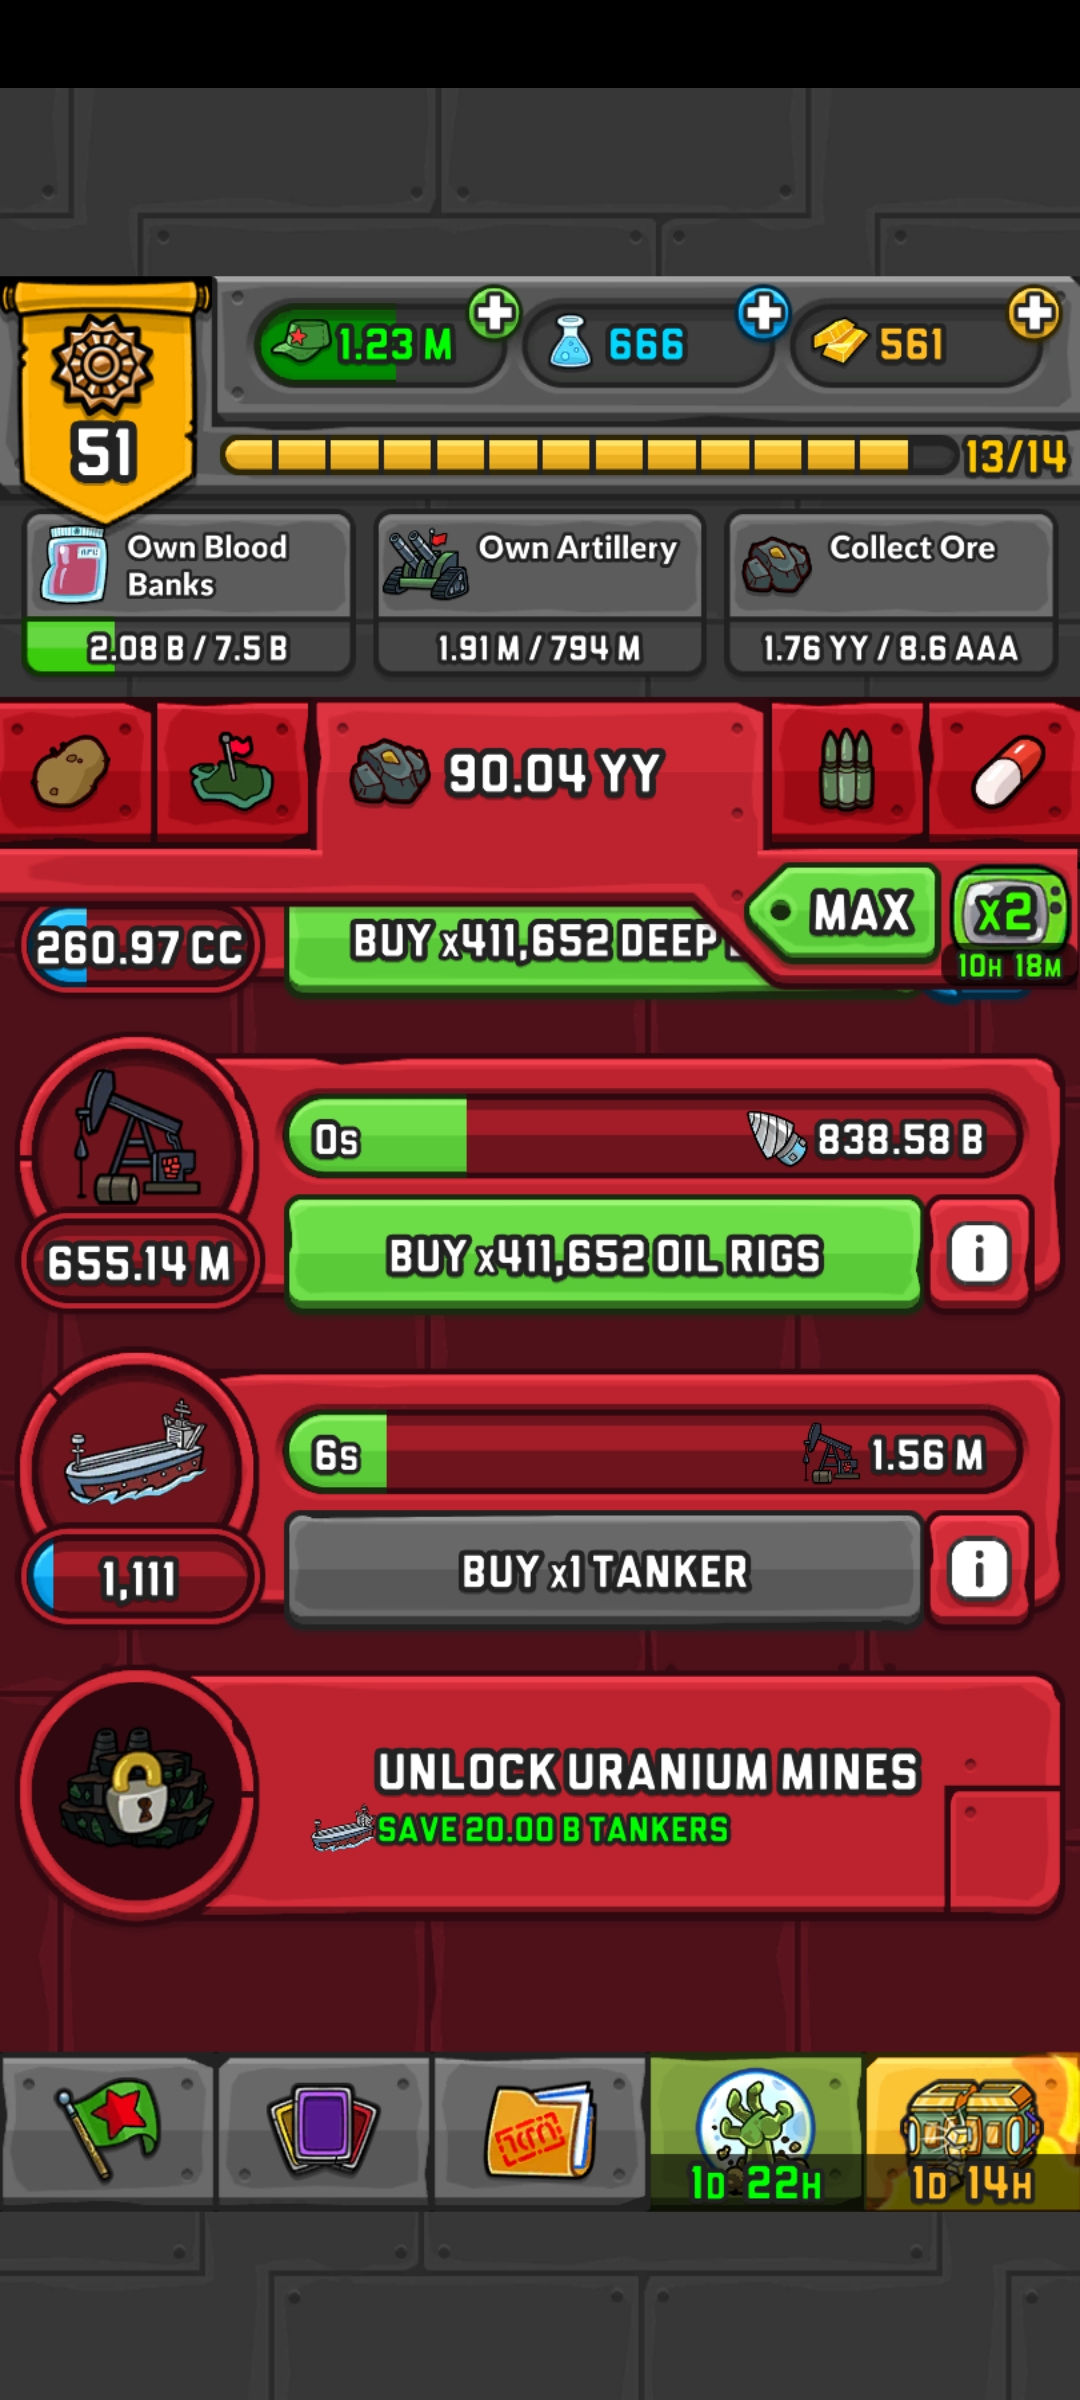 1.23 M
666
561
51
13/14
Own Blood
Banks
2.08 B / 7.5 B
Own Artillery
1.91 M / 794 M
Collect Ore
1.76 YY / 8.6 AAA
90.04 YY
MAX
x2
10H 18M
260.97 CC
BUY x411,652 DEEP
0s
838.58 B
655.14 M
BUY x411,652 OIL RIGS
i
6s
1.56 M
1,111
BUY x1 TANKER
i
UNLOCK URANIUM MINES
SAVE 20.00 B TANKERS
1D 22H
1D 14H